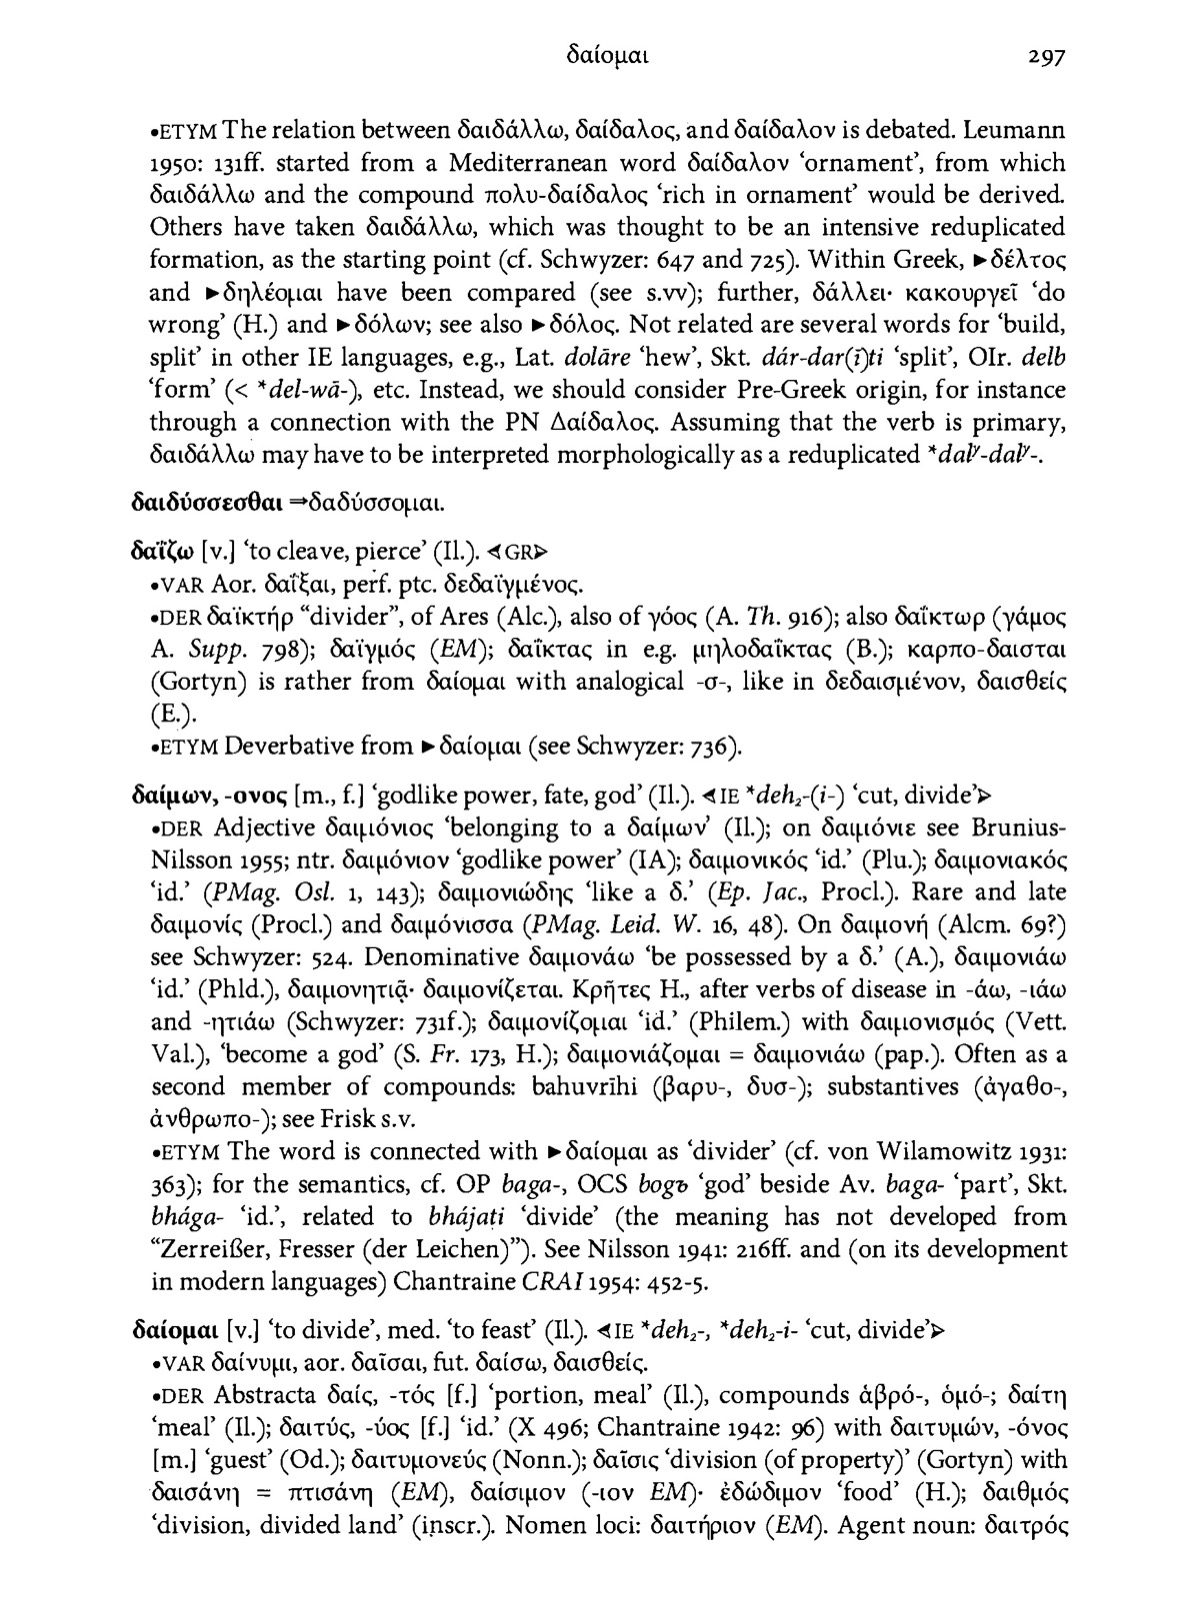 δαίομαι 297
•ETYM The relation between δαιδάλλω, δαίδαλος, and δαίδαλον is debated. Leumann
1950: 131ff. started from a Mediterranean word δαίδαλον ‘ornament’, from which
δαιδάλλω and the compound πολυ-δαίδαλος ‘rich in ornament’ would be derived.
Others have taken δαιδάλλω, which was thought to be an intensive reduplicated
formation, as the starting point (cf. Schwyzer: 647 and 725). Within Greek, ►δέλτος
and ►δηλέομαι have been compared (see s.vv); further, δάλλει· κακουργεῖ ‘do
wrong’ (H.) and ►δόλων; see also ►δόλος. Not related are several words for ‘build,
split’ in other IE languages, e.g., Lat. dolāre ‘hew’, Skt. dár-dar(ī)ti ‘split’, OIr. delb
‘form’ (< *del-wā-), etc. Instead, we should consider Pre-Greek origin, for instance
through a connection with the PN Δαίδαλος. Assuming that the verb is primary,
δαιδάλλω may have to be interpreted morphologically as a reduplicated *dalʸ-dalʸ-.
δαιδύσσεσθαι ⇒δαδύσσομαι.
δαΐζω [v.] ‘to cleave, pierce’ (Il.). ⊲GR⊳
•VAR Aor. δαΐξαι, perf. ptc. δεδαϊγμένος.
•DER δαϊκτήρ “divider”, of Ares (Alc.), also of γόος (A. Th. 916); also δαΐκτωρ (γάμος
A. Supp. 798); δαϊγμός (EM); δαΐκτας in e.g. μηλοδαΐκτας (B.); καρπο-δαισται
(Gortyn) is rather from δαίομαι with analogical -σ-, like in δεδαισμένον, δαισθείς
(E.).
•ETYM Deverbative from ►δαίομαι (see Schwyzer: 736).
δαίμων, -ονος [m., f.] ‘godlike power, fate, god’ (Il.). ⊲IE *deh₂-(i-) ‘cut, divide’⊳
•DER Adjective δαιμόνιος ‘belonging to a δαίμων’ (Il.); on δαιμόνιε see Brunius-
Nilsson 1955; ntr. δαιμόνιον ‘godlike power’ (IA); δαιμονικός ‘id.’ (Plu.); δαιμονιακός
‘id.’ (PMag. Osl. 1, 143); δαιμονιώδης ‘like a δ.’ (Ep. Jac., Procl.). Rare and late
δαιμονίς (Procl.) and δαιμόνισσα (PMag. Leid. W. 16, 48). On δαιμονή (Alcm. 69?)
see Schwyzer: 524. Denominative δαιμονάω ‘be possessed by a δ.’ (A.), δαιμονιάω
‘id.’ (Phld.), δαιμονητιᾷ· δαιμονίζεται. Κρῆτες H., after verbs of disease in -άω, -ιάω
and -ητιάω (Schwyzer: 731f.); δαιμονίζομαι ‘id.’ (Philem.) with δαιμονισμός (Vett.
Val.), ‘become a god’ (S. Fr. 173, H.); δαιμονιάζομαι = δαιμονιάω (pap.). Often as a
second member of compounds: bahuvrīhi (βαρυ-, δυσ-); substantives (ἀγαθο-,
ἀνθρωπο-); see Frisk s.v.
•ETYM The word is connected with ►δαίομαι as ‘divider’ (cf. von Wilamowitz 1931:
363); for the semantics, cf. OP baga-, OCS bogъ ‘god’ beside Av. baga- ‘part’, Skt.
bhága- ‘id.’, related to bhájati ‘divide’ (the meaning has not developed from
“Zerreißer, Fresser (der Leichen)”). See Nilsson 1941: 216ff. and (on its development
in modern languages) Chantraine CRAI 1954: 452-5.
δαίομαι [v.] ‘to divide’, med. ‘to feast’ (Il.). ⊲IE *deh₂-, *deh₂-i- ‘cut, divide’⊳
•VAR δαίνυμι, aor. δαῖσαι, fut. δαίσω, δαισθείς.
•DER Abstracta δαίς, -τός [f.] ‘portion, meal’ (Il.), compounds ἁβρό-, ὁμό-; δαίτη
‘meal’ (Il.); δαιτύς, -ύος [f.] ‘id.’ (X 496; Chantraine 1942: 96) with δαιτυμών, -όνος
[m.] ‘guest’ (Od.); δαιτυμονεύς (Nonn.); δαῖσις ‘division (of property)’ (Gortyn) with
δαισάνη = πτισάνη (EM), δαίσιμον (-ιον EM)· ἐδώδιμον ‘food’ (H.); δαιθμός
‘division, divided land’ (inscr.). Nomen loci: δαιτήριον (EM). Agent noun: δαιτρός